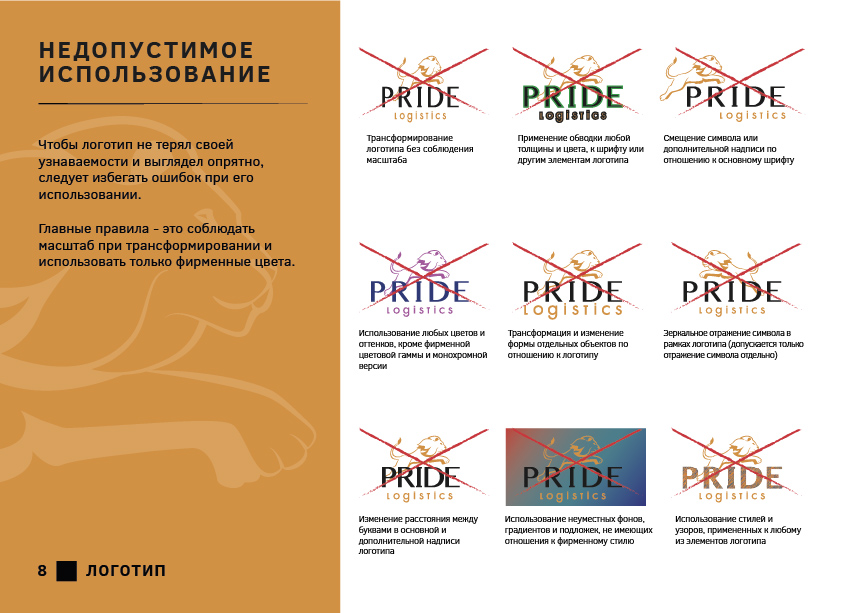 НЕДОПУСТИМОЕ
ИСПОЛЬЗОВАНИЕ
Чтобы логотип не терял своей
узнаваемости и выглядел опрятно,
следует избегать ошибок при его
использовании.
Главные правила - это соблюдать
масштаб при трансформировании и
использовать только фирменные цвета.
8 ЛОГОТИП
PRIDE
Logistics
Трансформирование
логотипа без соблюдения
масштаба
PRIDE
Logistics
Применение обводки любой
толщины и цвета, к шрифту или
другим элементам логотипа
PRIDE
Logistics
Смещение символа или
дополнительной надписи по
отношению к основному шрифту
PRIDE
Logistics
Использование любых цветов и
оттенков, кроме фирменной
цветовой гаммы и монохромной
версии
PRIDE
Logistics
Трансформация и изменение
формы отдельных объектов по
отношению к логотипу
PRIDE
Logistics
Зеркальное отражение символа в
рамках логотипа (допускается только
отражение символа отдельно)
PRIDE
Logistics
Изменение расстояния между
буквами в основной и
дополнительной надписи
логотипа
PRIDE
Logistics
Использование неуместных фонов,
градиентов и подложек, не имеющих
отношения к фирменному стилю
PRIDE
Logistics
Использование стилей и
узоров, примененных к любому
из элементов логотипа